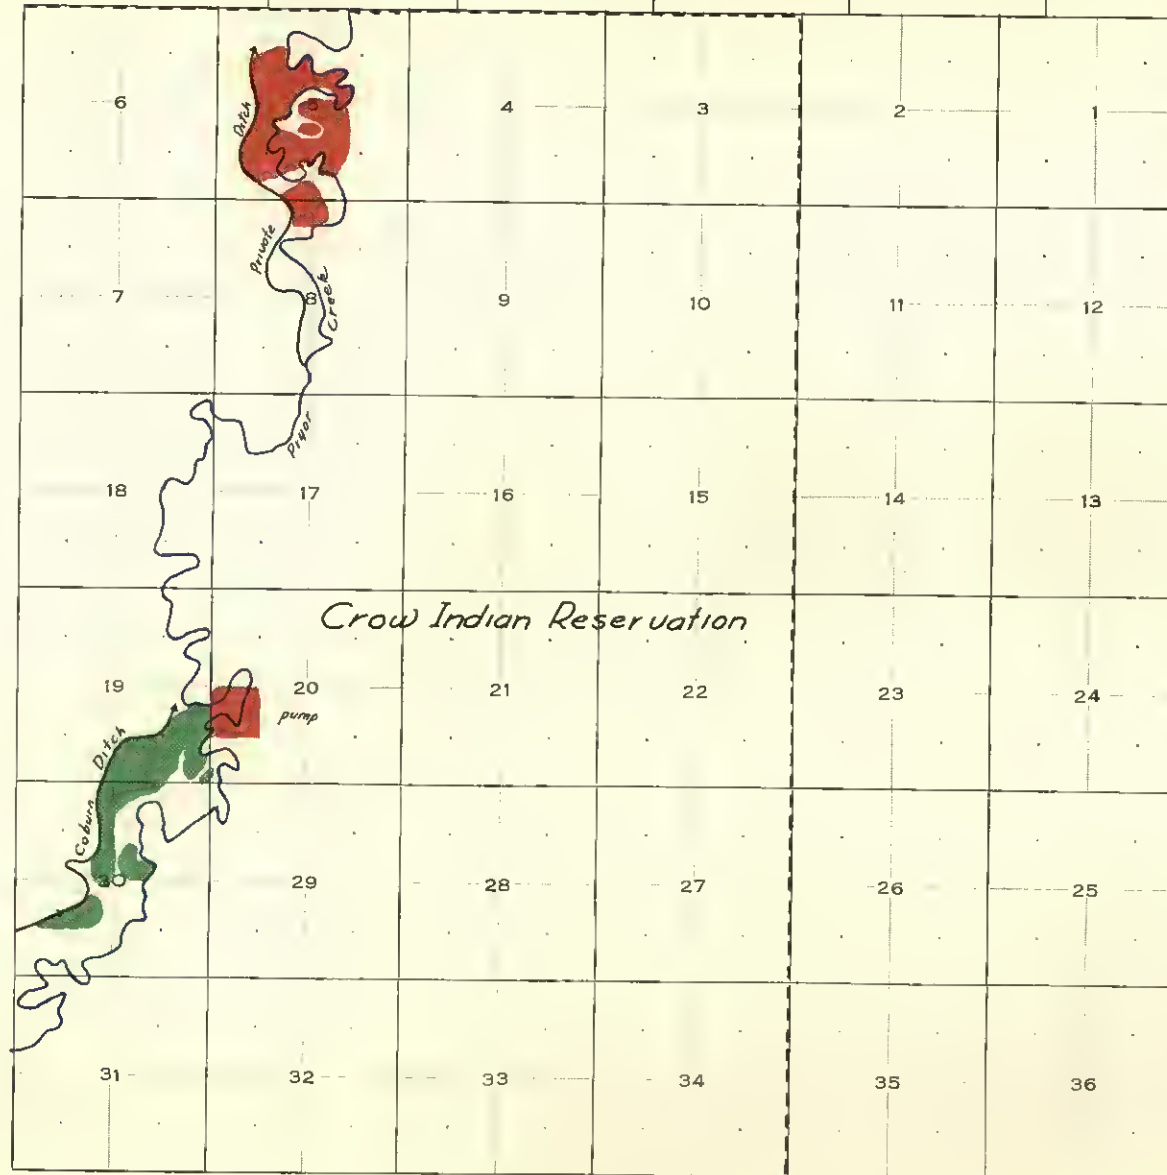 6 5 4 3 2 1
Ditch
Private
7 8 9 10 11 12
Creek
Pryor
18 17 16 15 14 13
Crow Indian Reservation
19 20 21 22 23 24
pump
Ditch
Coburn
30 29 28 27 26 25
31 32 33 34 35 36